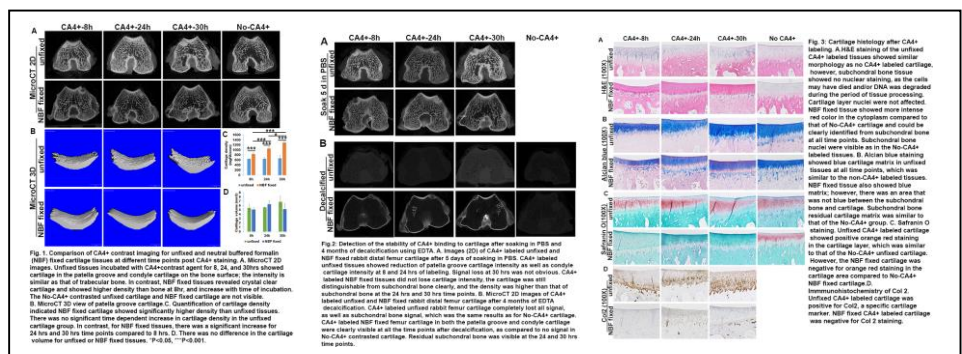 A
CA4+-8h
CA4+-24h
CA4+-30h
No-CA4+
MicroCT 2D
unfixed
NBF fixed
B
MicroCT 3D
unfixed
NBF fixed
C
D
Fig. 1. Comparison of CA4+ contrast imaging for unfixed and neutral buffered formalin
(NBF) fixed cartilage tissues at different time points post CA4+ staining. A. MicroCT 2D
images. Unfixed tissues incubated with CA4+contrast agent for 8, 24, and 30hrs showed
cartilage in the patella groove and condyle cartilage on the bone surface; the intensity is
similar as that of trabecular bone. In contrast, NBF fixed tissues revealed crystal clear
cartilage and showed higher density than bone at 8hr, and increase with time of incubation.
The No-CA4+ contrasted unfixed cartilage and NBF fixed cartilage are not visible.
B. MicroCT 3D view of patella groove cartilage. C. Quantification of cartilage density
indicated NBF fixed cartilage showed significantly higher density than unfixed tissues.
There was no significant time dependent increase in cartilage density in the unfixed
cartilage group. In contrast, for NBF fixed tissues, there was a significant increase for
24 hrs and 30 hrs time points compared to 8 hrs. D. There was no difference in the cartilage
volume for unfixed or NBF fixed tissues. *P<0.05, ***P<0.001.
A
CA4+-8h
CA4+-24h
CA4+-30h
No-CA4+
Soak 5 d in PBS
unfixed
NBF fixed
B
Decalcified
unfixed
NBF fixed
Fig.2: Detection of the stability of CA4+ binding to cartilage after soaking in PBS and
4 months of decalcification using EDTA. A. Images (2D) of CA4+ labeled unfixed and
NBF fixed rabbit distal femur cartilage after 5 days of soaking in PBS. CA4+ labeled
unfixed tissues showed reduction of patella groove cartilage intensity as well as condyle
cartilage intensity at 8 and 24 hrs of labeling. Signal loss at 30 hrs was not obvious. CA4+
labeled NBF fixed tissues did not lose cartilage intensity, the cartilage was still
distinguishable from subchondral bone clearly, and the density was higher than that of
subchondral bone at the 24 hrs and 30 hrs time points. B. MicroCT 2D images of CA4+
labeled unfixed and NBF fixed rabbit distal femur cartilage after 4 months of EDTA
decalcification. CA4+ labeled unfixed rabbit femur cartilage completely lost all signal,
as well as subchondral bone signal, which was the same results as for No-CA4+ cartilage.
CA4+ labeled NBF fixed femur cartilage in both the patella groove and condyle cartilage
were clearly visible at all the time points after decalcification, as compared to no signal in
No-CA4+ contrasted cartilage. Residual subchondral bone was visible at the 24 and 30 hrs
time points.
A
CA4+-8h
CA4+-24h
CA4+-30h
No CA4+
H&E (100X)
unfixed
NBF fixed
B
Alcian blue (100X)
unfixed
NBF fixed
C
Safranin O(100X)
unfixed
NBF fixed
D
Col2 (100X)
unfixed
NBF fixed
Fig. 3: Cartilage histology after CA4+
labeling. A.H&E staining of the unfixed
CA4+ labeled tissues showed similar
morphology as no CA4+ labeled cartilage,
however, subchondral bone tissue
showed no nuclear staining, as the cells
may have died and/or DNA was degraded
during the period of tissue processing.
Cartilage layer nuclei were not affected.
NBF fixed tissue showed more intense
red color in the cytoplasm compared to
that of No-CA4+ cartilage and could be
clearly identified from subchondral bone
at all time points. Subchondral bone
nuclei were visible as in the No-CA4+
labeled tissues. B. Alcian blue staining
showed blue cartilage matrix in unfixed
tissues at all time points, which was
similar to the non-CA4+ labeled tissues.
NBF fixed tissue also showed blue
matrix; however, there was an area that
was not blue between the subchondral
bone and cartilage. Subchondral bone
residual cartilage matrix was similar to
that of the No-CA4+ group. C. Safranin O
staining. Unfixed CA4+ labeled cartilage
showed positive orange red staining
in the cartilage layer, which was similar to
that of the No-CA4+ unfixed cartilage.
However, the NBF fixed cartilage was
negative for orange red staining in the
cartilage area compared to No-CA4+
NBF fixed cartilage.D.
Immunohistochemistry of Col 2.
Unfixed CA4+ labeled cartilage was
positive for Col2, a specific cartilage
marker. NBF fixed CA4+ labeled cartilage
was negative for Col 2 staining.